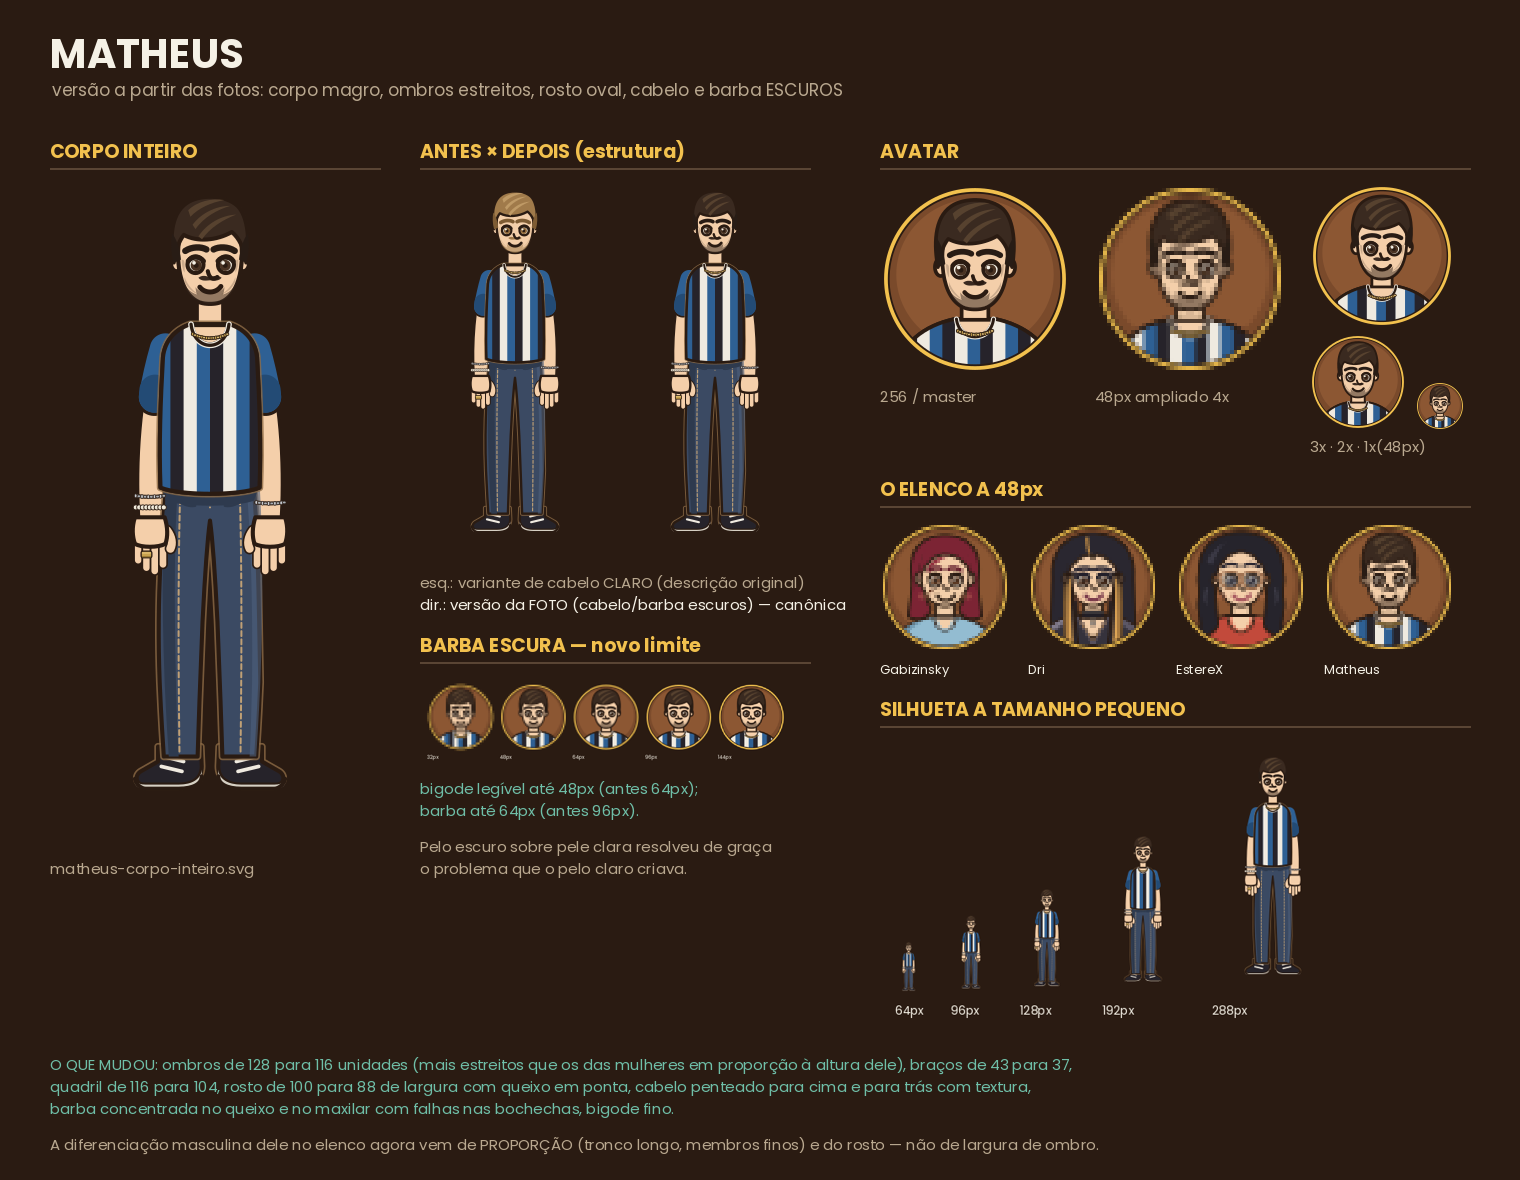 MATHEUS
versão a partir das fotos: corpo magro, ombros estreitos, rosto oval, cabelo e barba ESCUROS
CORPO INTEIRO
matheus-corpo-inteiro.svg
ANTES × DEPOIS (estrutura)
esq.: variante de cabelo CLARO (descrição original)
dir.: versão da FOTO (cabelo/barba escuros) — canônica
BARBA ESCURA — novo limite
32px 48px 64px 96px 144px
bigode legível até 48px (antes 64px);
barba até 64px (antes 96px).
Pelo escuro sobre pele clara resolveu de graça
o problema que o pelo claro criava.
AVATAR
256 / master
48px ampliado 4x
3x · 2x · 1x(48px)
O ELENCO A 48px
Gabizinsky
Dri
EstereX
Matheus
SILHUETA A TAMANHO PEQUENO
64px 96px 128px 192px 288px
O QUE MUDOU: ombros de 128 para 116 unidades (mais estreitos que os das mulheres em proporção à altura dele), braços de 43 para 37,
quadril de 116 para 104, rosto de 100 para 88 de largura com queixo em ponta, cabelo penteado para cima e para trás com textura,
barba concentrada no queixo e no maxilar com falhas nas bochechas, bigode fino.
A diferenciação masculina dele no elenco agora vem de PROPORÇÃO (tronco longo, membros finos) e do rosto — não de largura de ombro.